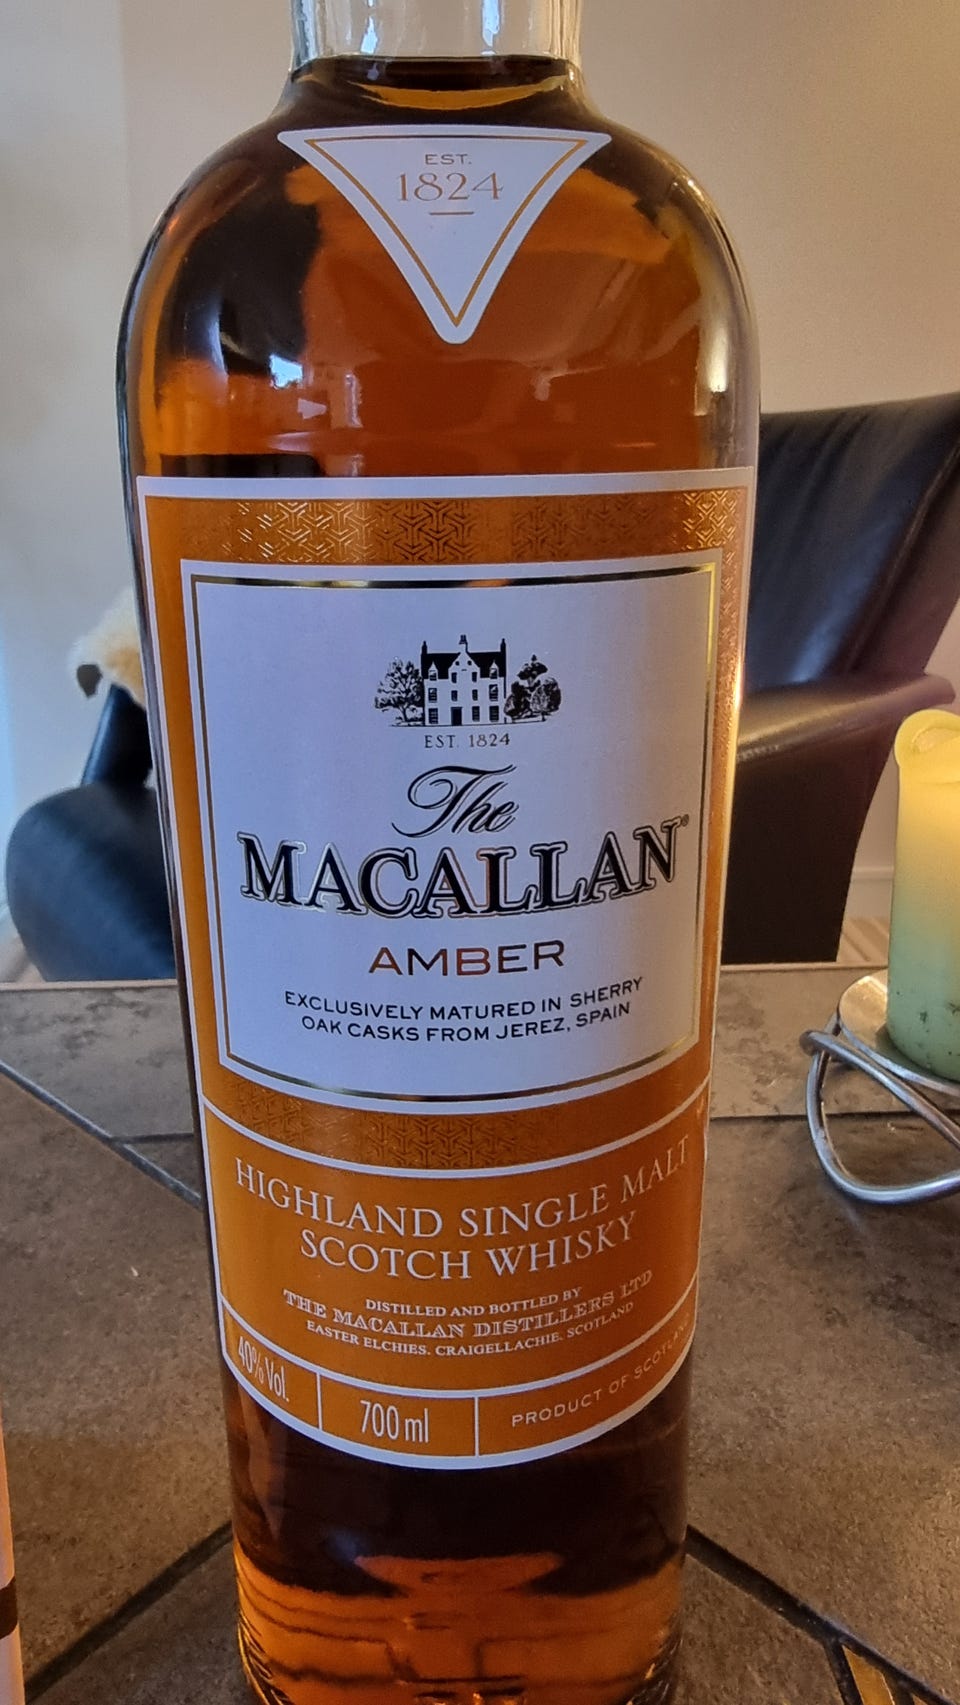 EST.
1824
EST. 1824
The
MACALLAN®
AMBER
EXCLUSIVELY MATURED IN SHERRY
OAK CASKS FROM JEREZ, SPAIN
HIGHLAND SINGLE MALT
SCOTCH WHISKY
DISTILLED AND BOTTLED BY
THE MACALLAN DISTILLERS LTD
EASTER ELCHIES, CRAIGELLACHIE, SCOTLAND
40% Vol.
700 ml
PRODUCT OF SCOTLAND